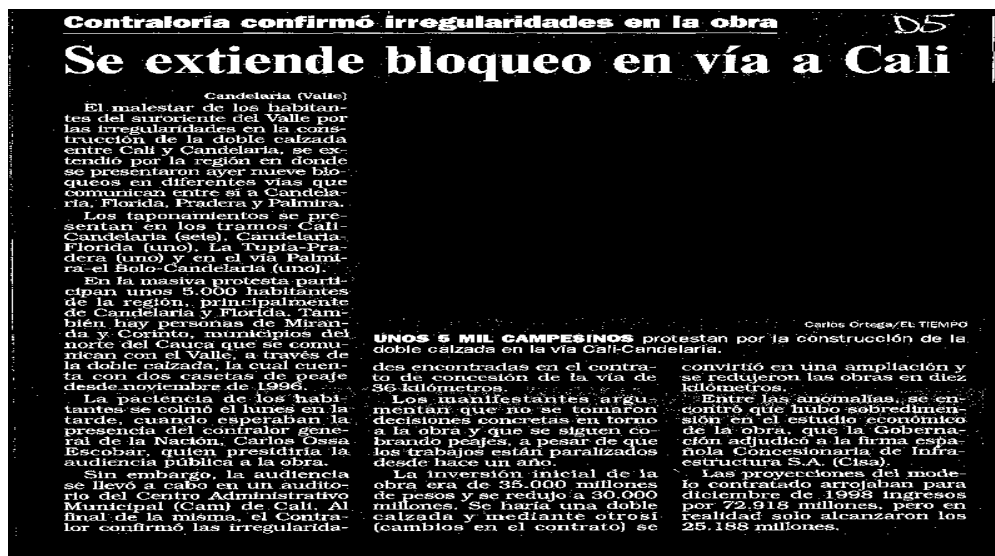 Contraloría confirmó irregularidades en la obra
D5
Se extiende bloqueo en vía a Cali
Candelaria (Valle)
El malestar de los habitan-
tes del suroriente del Valle por
las irregularidades en la cons-
trucción de la doble calzada
entre Cali y Candelaria, se ex-
tendió por la región en donde
se presentaron ayer nueve blo-
queos en diferentes vías que
comunican entre sí a Candela-
ria, Florida, Pradera y Palmira.
Los taponamientos se pre-
sentan en los tramos Cali-
Candelaria (seis), Candelaria-
Florida (uno), La Tupia-Pra-
dera (uno) y en el vía Palmi-
ra-el Bolo-Candelaria (uno).
En la masiva protesta parti-
cipan unos 5.000 habitantes
de la región, principalmente
de Candelaria y Florida. Tam-
bién hay personas de Miran-
da y Corinto, municipios del
norte del Cauca que se comu-
nican con el Valle, a través de
la doble calzada, la cual cuen-
ta con dos casetas de peaje
desde noviembre de 1996.
La paciencia de los habi-
tantes se colmó el lunes en la
tarde, cuando esperaban la
presencia del contralor gene-
ral de la Nación, Carlos Ossa
Escobar, quien presidiría la
audiencia pública a la obra.
Sin embargo, la audiencia
se llevó a cabo en un audito-
rio del Centro Administrativo
Municipal (Cam) de Cali. Al
final de la misma, el Contra-
lor confirmó las irregularida-
Carlos Ortega/EL TIEMPO
UNOS 5 MIL CAMPESINOS protestan por la construcción de la
doble calzada en la vía Cali-Candelaria.
des encontradas en el contra-
to de concesión de la vía de
36 kilómetros.
Los manifestantes argu-
mentan que no se tomaron
decisiones concretas en torno
a la obra y que se siguen co-
brando peajes, a pesar de que
los trabajos están paralizados
desde hace un año.
La inversión inicial de la
obra era de 35.000 millones
de pesos y se redujo a 30.000
millones. Se haría una doble
calzada y mediante otrosí
(cambios en el contrato) se
convirtió en una ampliación y
se redujeron las obras en diez
kilómetros.
Entre las anomalías, se en-
contró que hubo sobredimen-
sión en el estudio económico
de la obra, que la Goberna-
ción adjudicó a la firma espa-
ñola Concesionaria de Infra-
estructura S.A. (Cisa).
Las proyecciones del mode-
lo contratado arrojaban para
diciembre de 1998 ingresos
por 72.918 millones, pero en
realidad solo alcanzaron los
25.188 millones.